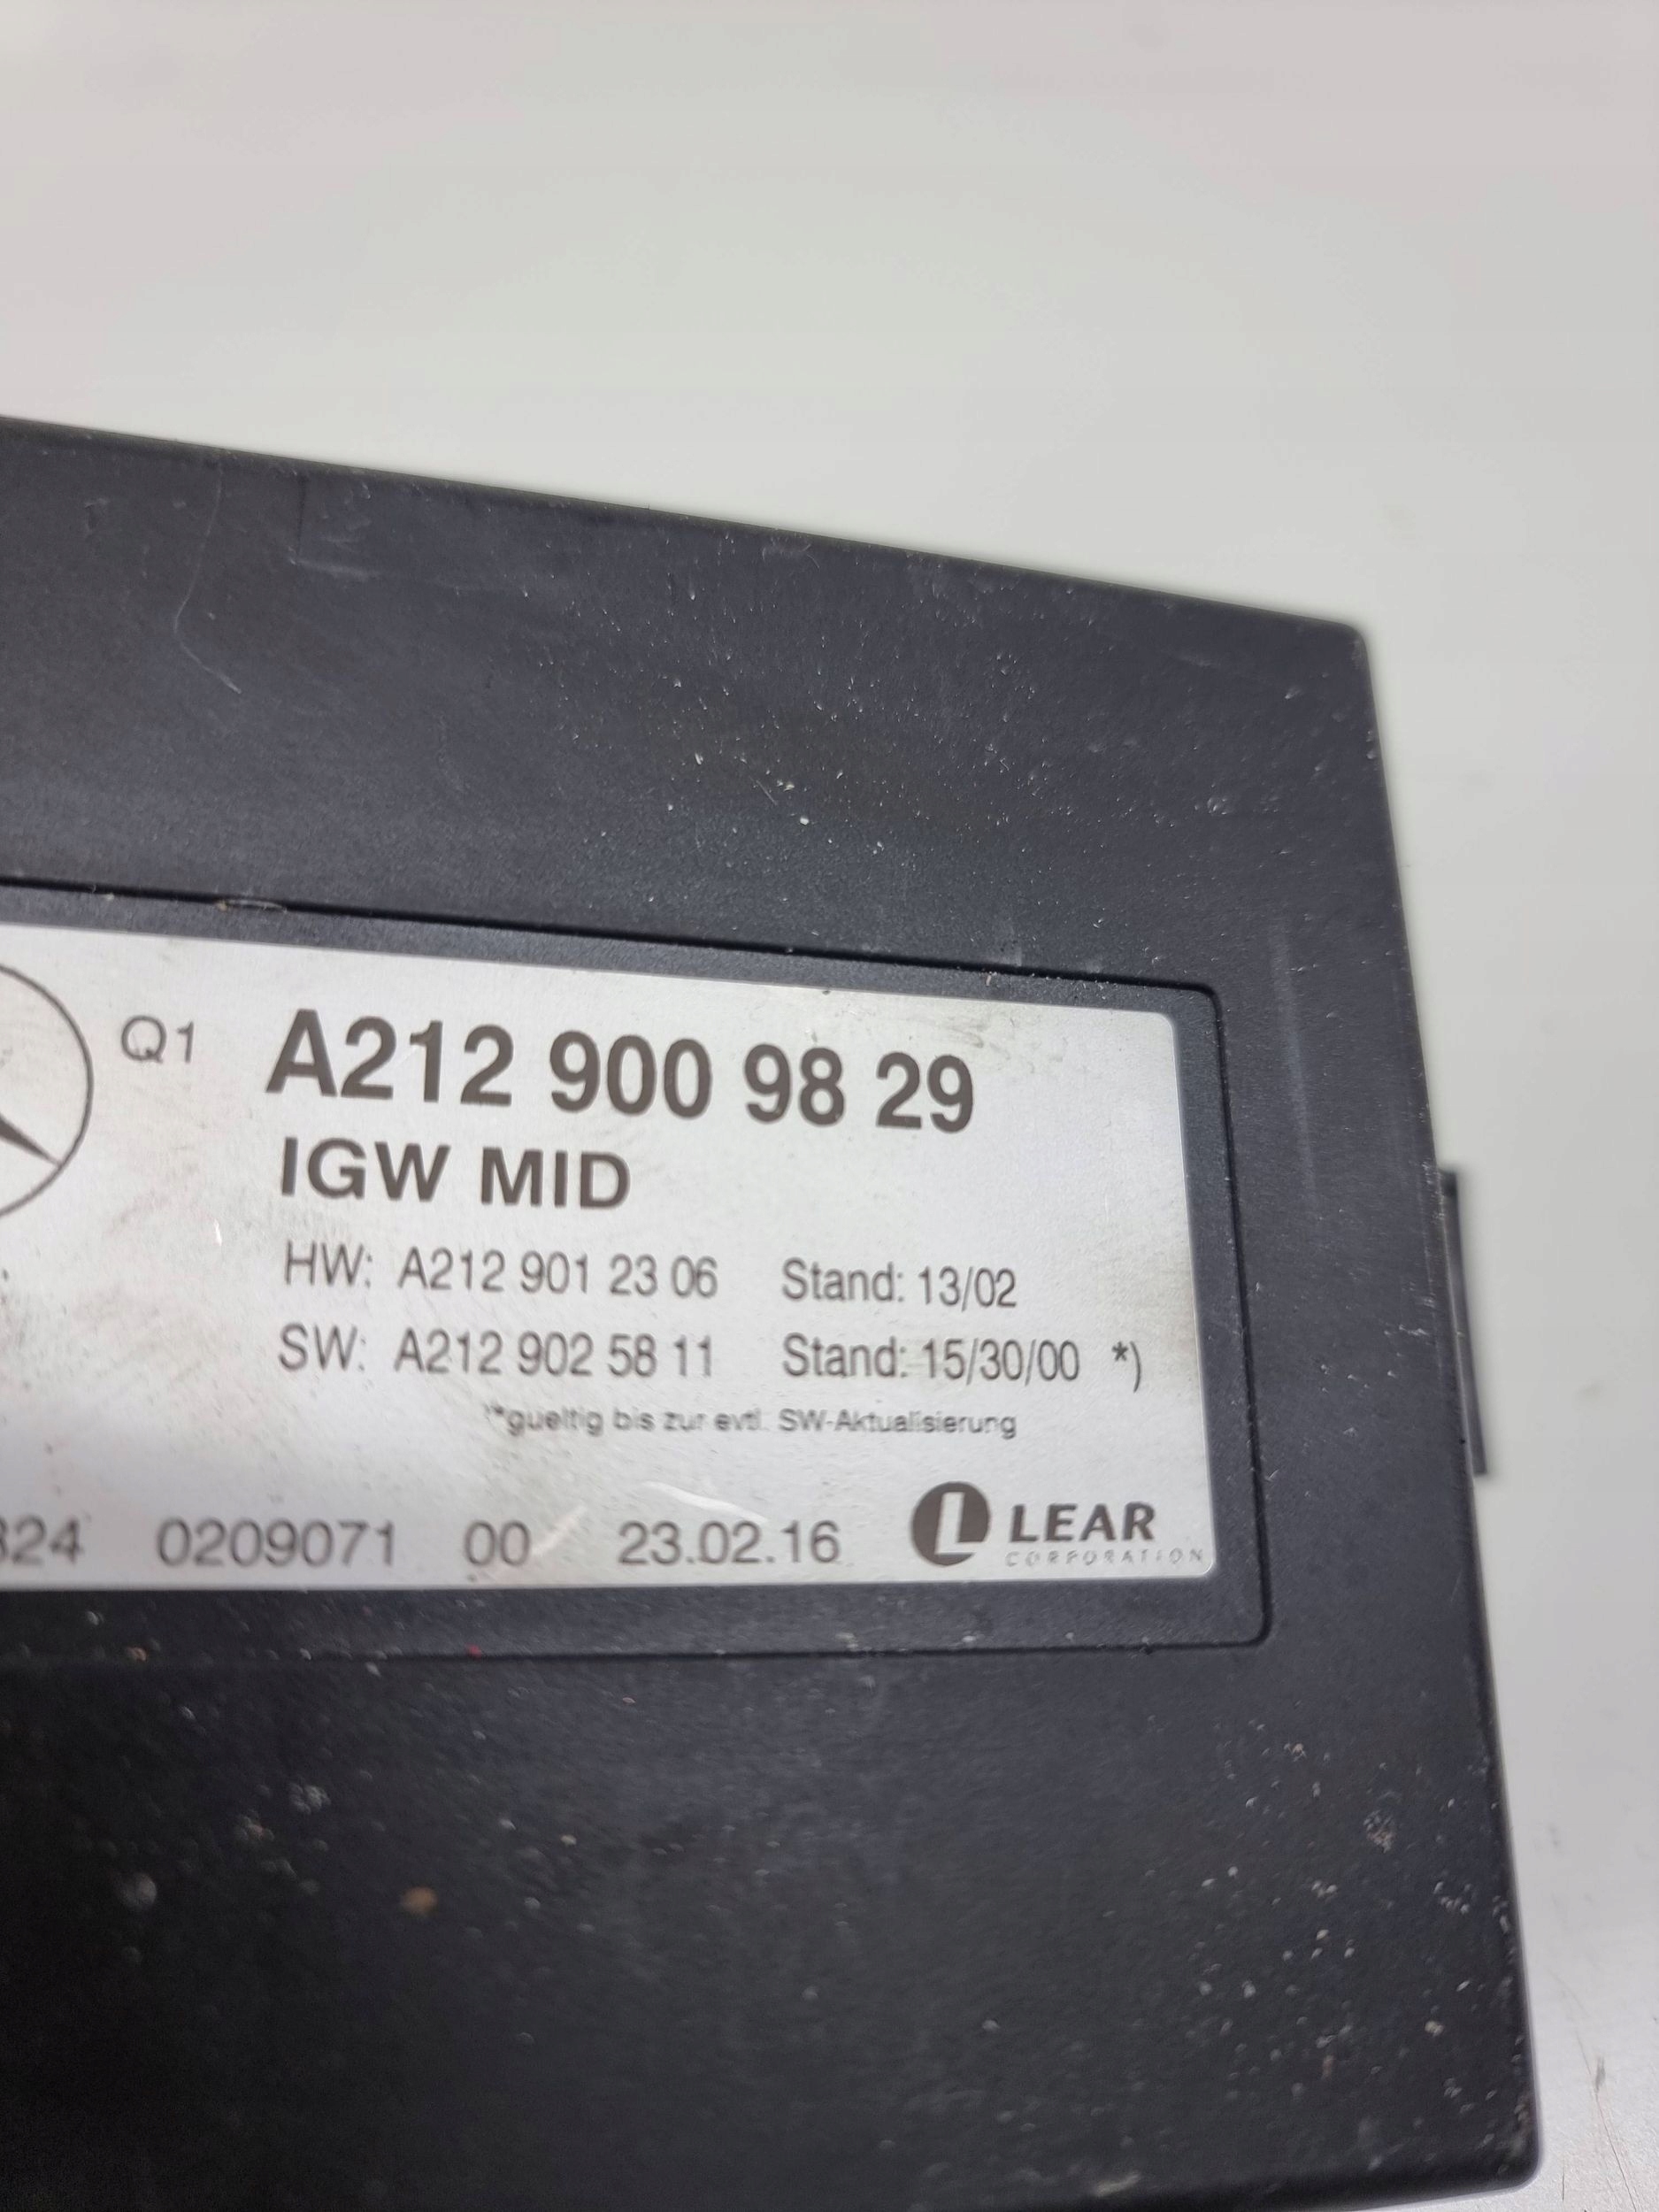 Q1 A212 900 98 29
IGW MID
HW: A212 901 23 06 Stand: 13/02
SW: A212 902 58 11 Stand: 15/30/00 *)
*gueltig bis zur evtl. SW-Aktualisierung
824 0209071 00 23.02.16 L LEAR
CORPORATION